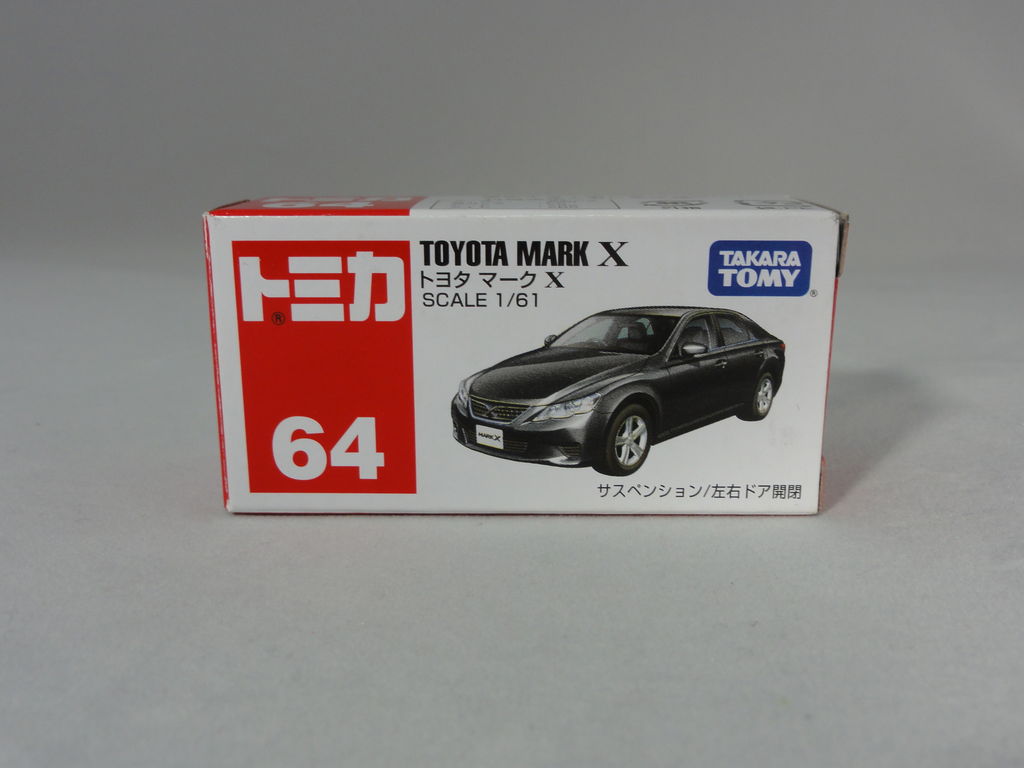 トミカ
®
64
TOYOTA MARK X
トヨタ マーク X
SCALE 1/61
TAKARA
TOMY®
MARK X
サスペンション/左右ドア開閉